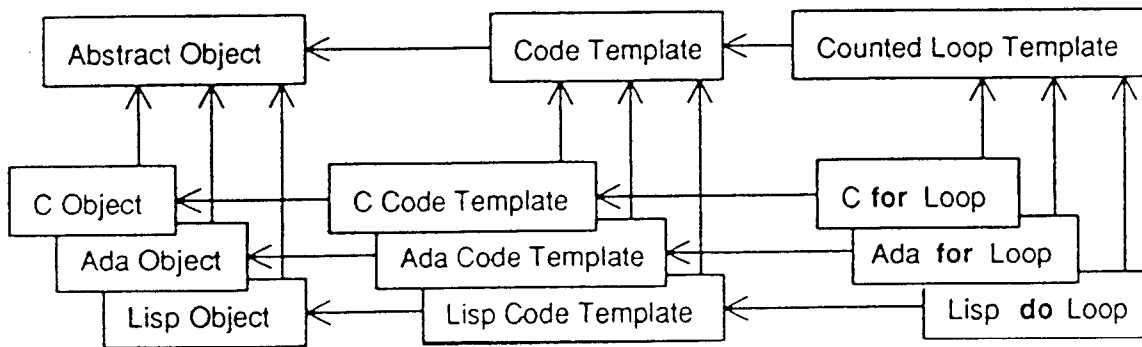 Abstract Object
Code Template
Counted Loop Template
C Object
C Code Template
C for Loop
Ada Object
Ada Code Template
Ada for Loop
Lisp Object
Lisp Code Template
Lisp do Loop